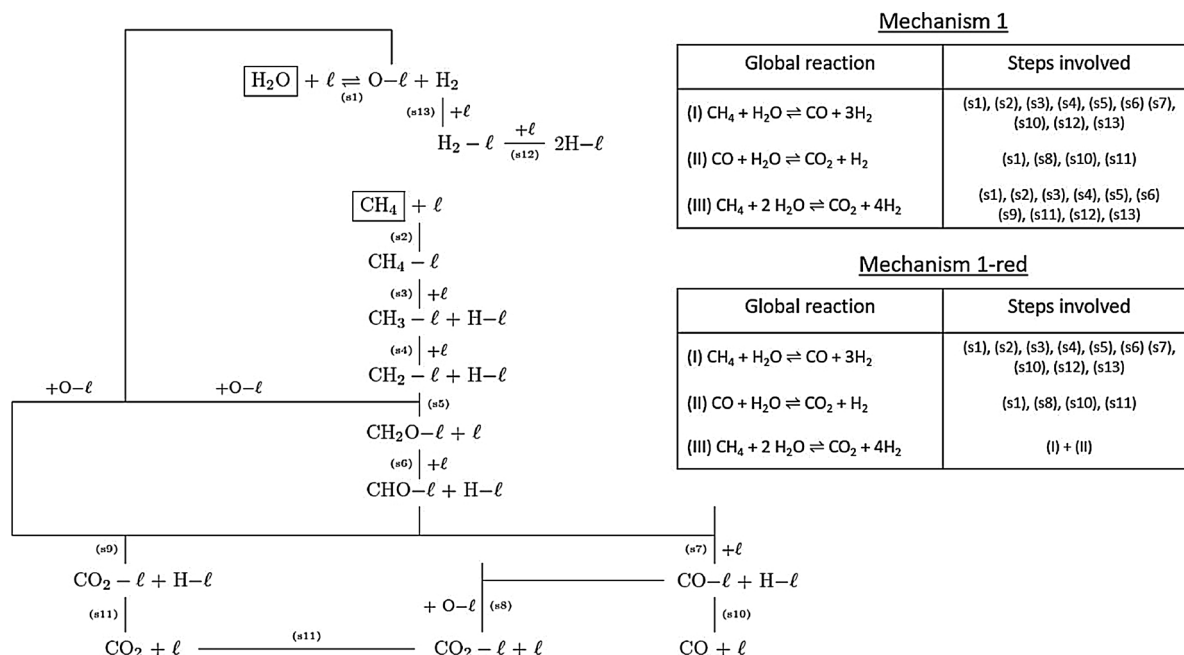 H₂O + ℓ ⇌ O−ℓ + H₂
(s1)
(s13) +ℓ
H₂ − ℓ +ℓ 2H−ℓ
(s12)
CH₄ + ℓ
(s2)
CH₄ − ℓ
(s3) +ℓ
CH₃ − ℓ + H−ℓ
(s4) +ℓ
CH₂ − ℓ + H−ℓ
+O−ℓ +O−ℓ
(s5)
CH₂O−ℓ + ℓ
(s6) +ℓ
CHO−ℓ + H−ℓ
(s9) (s7) +ℓ
CO₂ − ℓ + H−ℓ CO−ℓ + H−ℓ
(s11) + O−ℓ (s8) (s10)
(s11)
CO₂ + ℓ CO₂ − ℓ + ℓ CO + ℓ
Mechanism 1
Global reaction Steps involved
(I) CH₄ + H₂O ⇌ CO + 3H₂ (s1), (s2), (s3), (s4), (s5), (s6) (s7),
(s10), (s12), (s13)
(II) CO + H₂O ⇌ CO₂ + H₂ (s1), (s8), (s10), (s11)
(III) CH₄ + 2 H₂O ⇌ CO₂ + 4H₂ (s1), (s2), (s3), (s4), (s5), (s6)
(s9), (s11), (s12), (s13)
Mechanism 1-red
Global reaction Steps involved
(I) CH₄ + H₂O ⇌ CO + 3H₂ (s1), (s2), (s3), (s4), (s5), (s6) (s7),
(s10), (s12), (s13)
(II) CO + H₂O ⇌ CO₂ + H₂ (s1), (s8), (s10), (s11)
(III) CH₄ + 2 H₂O ⇌ CO₂ + 4H₂ (I) + (II)